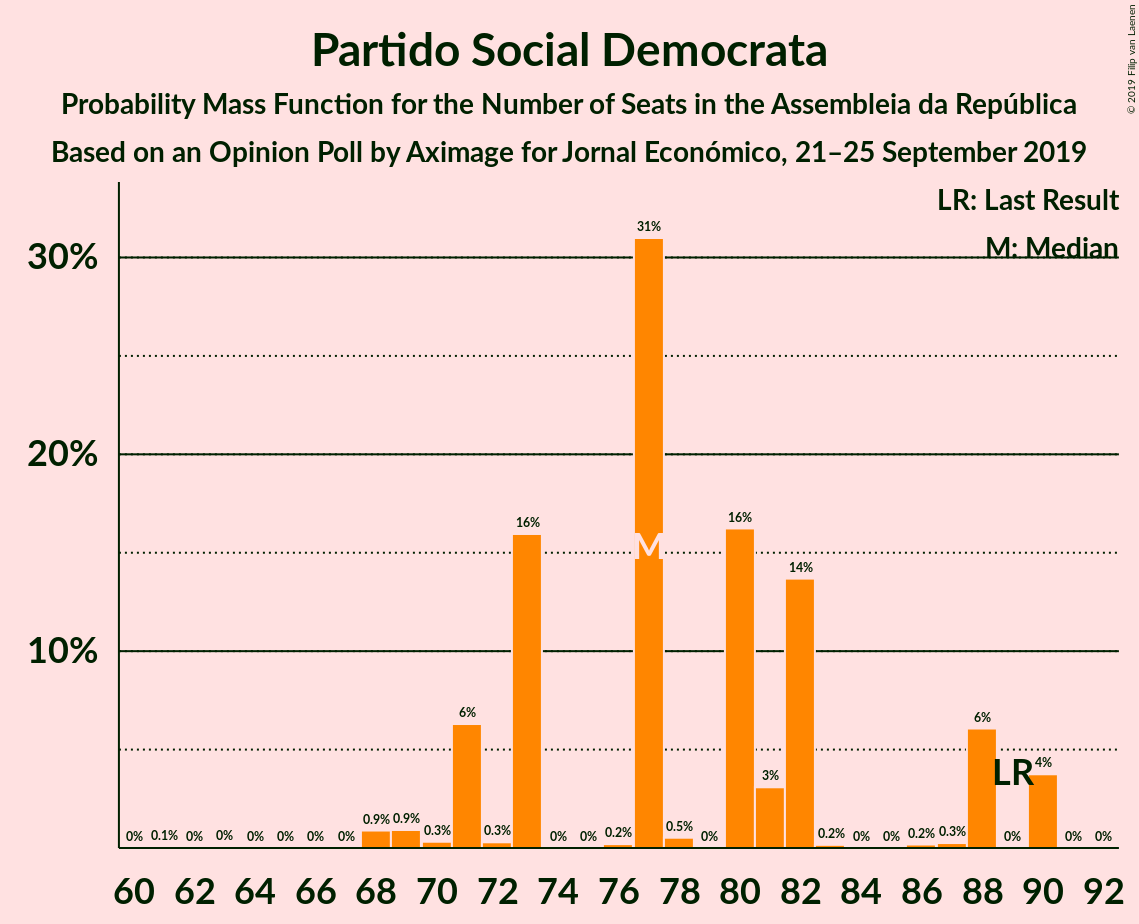 Partido Social Democrata
Probability Mass Function for the Number of Seats in the Assembleia da República
Based on an Opinion Poll by Aximage for Jornal Económico, 21–25 September 2019
© 2019 Filip van Laenen
LR: Last Result
M: Median
30%
20%
10%
0% 0.1% 0% 0% 0% 0% 0% 0% 0.9% 0.9% 0.3% 6% 0.3% 16% 0% 0% 0.2% 31% 0.5% 0% 16% 3% 14% 0.2% 0% 0% 0.2% 0.3% 6% 0% 4% 0% 0%
M
LR
60 62 64 66 68 70 72 74 76 78 80 82 84 86 88 90 92